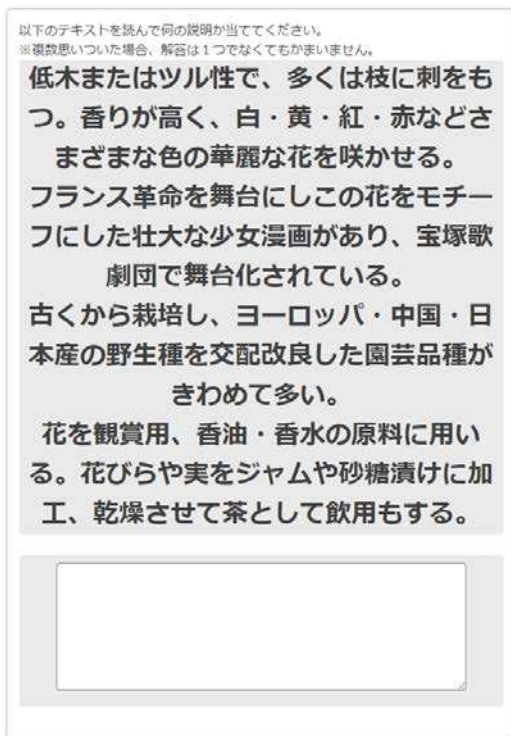 以下のテキストを読んで何の説明か当ててください。
※複数思いついた場合、解答は１つでなくてもかまいません。
低木またはツル性で、多くは枝に刺をも
つ。香りが高く、白・黄・紅・赤などさ
まざまな色の華麗な花を咲かせる。
フランス革命を舞台にしこの花をモチー
フにした壮大な少女漫画があり、宝塚歌
劇団で舞台化されている。
古くから栽培し、ヨーロッパ・中国・日
本産の野生種を交配改良した園芸品種が
きわめて多い。
花を観賞用、香油・香水の原料に用い
る。花びらや実をジャムや砂糖漬けに加
工、乾燥させて茶として飲用もする。